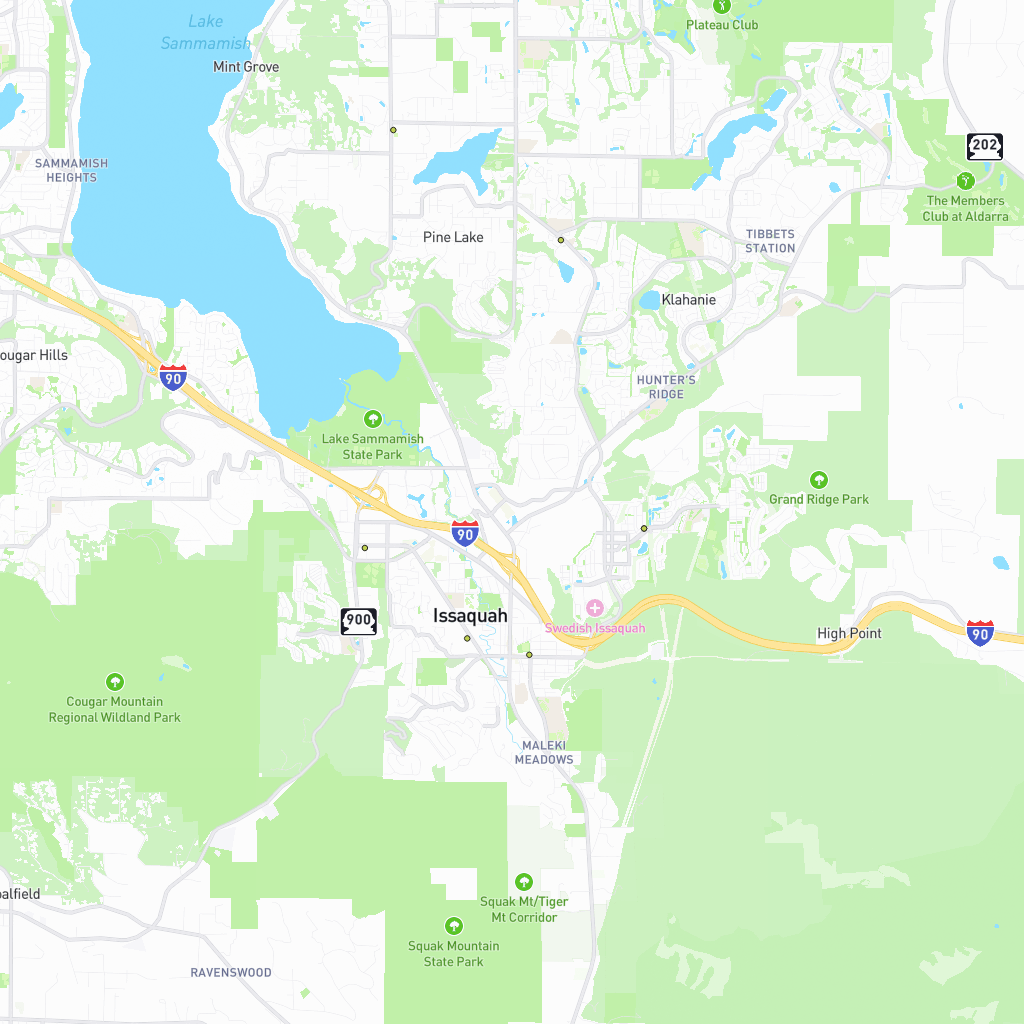 Lake
Sammamish
Plateau Club
Mint Grove
202
SAMMAMISH
HEIGHTS
The Members
Club at Aldarra
Pine Lake
TIBBETS
STATION
Klahanie
ougar Hills
90
HUNTER'S
RIDGE
Lake Sammamish
State Park
Grand Ridge Park
90
900
Issaquah
Swedish Issaquah
High Point
90
Cougar Mountain
Regional Wildland Park
MALEKI
MEADOWS
oalfield
Squak Mt/Tiger
Mt Corridor
Squak Mountain
State Park
RAVENSWOOD